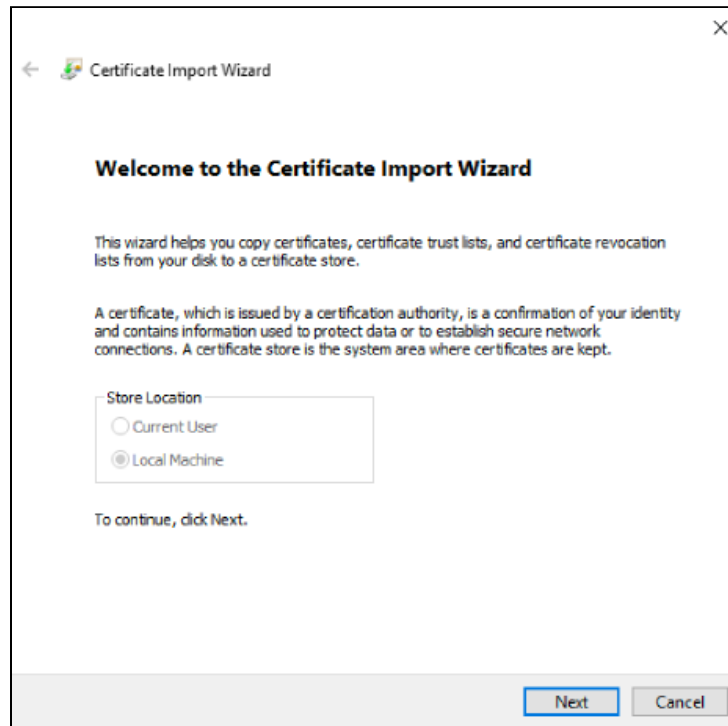 Certificate Import Wizard
Welcome to the Certificate Import Wizard
This wizard helps you copy certificates, certificate trust lists, and certificate revocation
lists from your disk to a certificate store.
A certificate, which is issued by a certification authority, is a confirmation of your identity
and contains information used to protect data or to establish secure network
connections. A certificate store is the system area where certificates are kept.
Store Location
Current User
Local Machine
To continue, click Next.
Next
Cancel